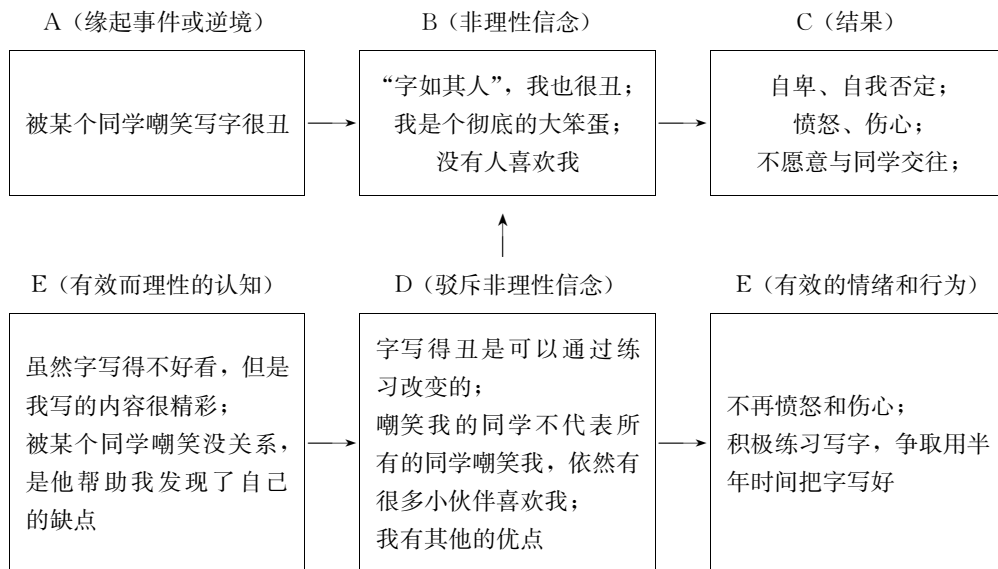 A（缘起事件或逆境）
B（非理性信念）
C（结果）
被某个同学嘲笑写字很丑
“字如其人”，我也很丑；
我是个彻底的大笨蛋；
没有人喜欢我
自卑、自我否定；
愤怒、伤心；
不愿意与同学交往；
E（有效而理性的认知）
D（驳斥非理性信念）
E（有效的情绪和行为）
虽然字写得不好看，但是
我写的内容很精彩；
被某个同学嘲笑没关系，
是他帮助我发现了自己
的缺点
字写得丑是可以通过练
习改变的；
嘲笑我的同学不代表所
有的同学嘲笑我，依然有
很多小伙伴喜欢我；
我有其他的优点
不再愤怒和伤心；
积极练习写字，争取用半
年时间把字写好